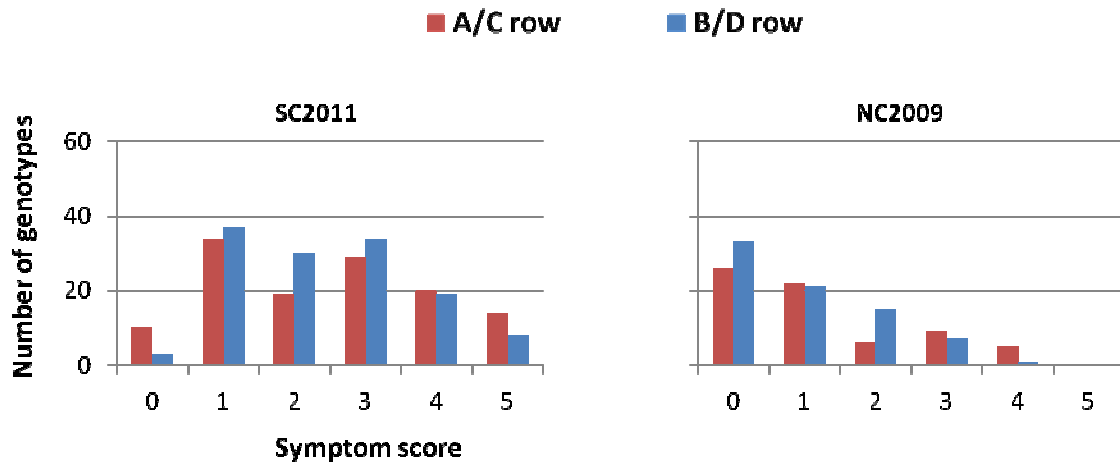 A/C row B/D row
SC2011 NC2009
Number of genotypes
60
40
20
0
0 1 2 3 4 5 0 1 2 3 4 5
Symptom score